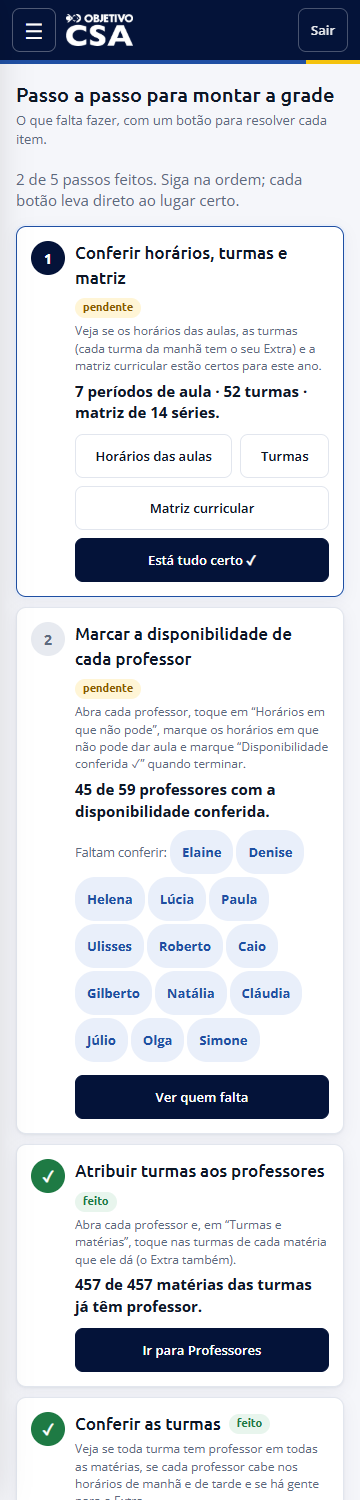 OBJETIVO
CSA
Sair
Passo a passo para montar a grade
O que falta fazer, com um botão para resolver cada
item.
2 de 5 passos feitos. Siga na ordem; cada
botão leva direto ao lugar certo.
1
Conferir horários, turmas e
matriz
pendente
Veja se os horários das aulas, as turmas
(cada turma da manhã tem o seu Extra) e a
matriz curricular estão certos para este ano.
7 períodos de aula · 52 turmas ·
matriz de 14 séries.
Horários das aulas
Turmas
Matriz curricular
Está tudo certo ✓
2
Marcar a disponibilidade de
cada professor
pendente
Abra cada professor, toque em “Horários em
que não pode”, marque os horários em que
não pode dar aula e marque “Disponibilidade
conferida ✓” quando terminar.
45 de 59 professores com a
disponibilidade conferida.
Faltam conferir: Elaine Denise
Helena Lúcia Paula
Ulisses Roberto Caio
Gilberto Natália Cláudia
Júlio Olga Simone
Ver quem falta
✓
Atribuir turmas aos professores
feito
Abra cada professor e, em “Turmas e
matérias”, toque nas turmas de cada matéria
que ele dá (o Extra também).
457 de 457 matérias das turmas
já têm professor.
Ir para Professores
✓
Conferir as turmas feito
Veja se toda turma tem professor em todas
as matérias, se cada professor cabe nos
horários de manhã e de tarde e se há gente
para o Extra.